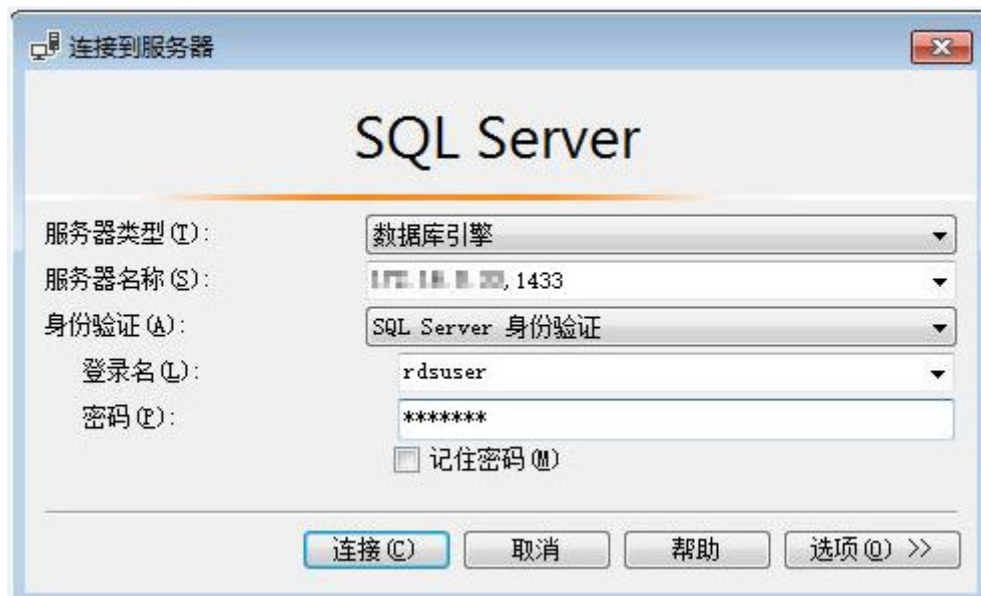 连接到服务器
SQL Server
服务器类型(T): 数据库引擎
服务器名称(S): , 1433
身份验证(A): SQL Server 身份验证
登录名(L): rdsuser
密码(P): *******
记住密码(M)
连接(C) 取消 帮助 选项(O) >>